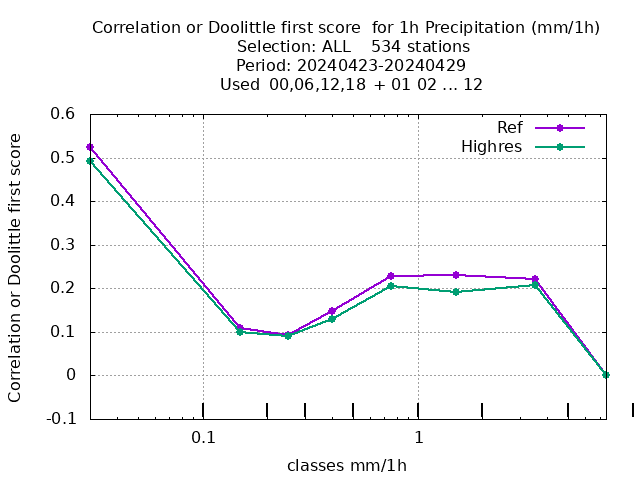 Correlation or Doolittle first score  for 1h Precipitation (mm/1h)
Selection: ALL    534 stations
Period: 20240423-20240429
Used  00,06,12,18  + 01 02 ... 12
Ref
Highres
Correlation or Doolittle first score
0.6
0.5
0.4
0.3
0.2
0.1
0
-0.1
0.1
1
classes mm/1h